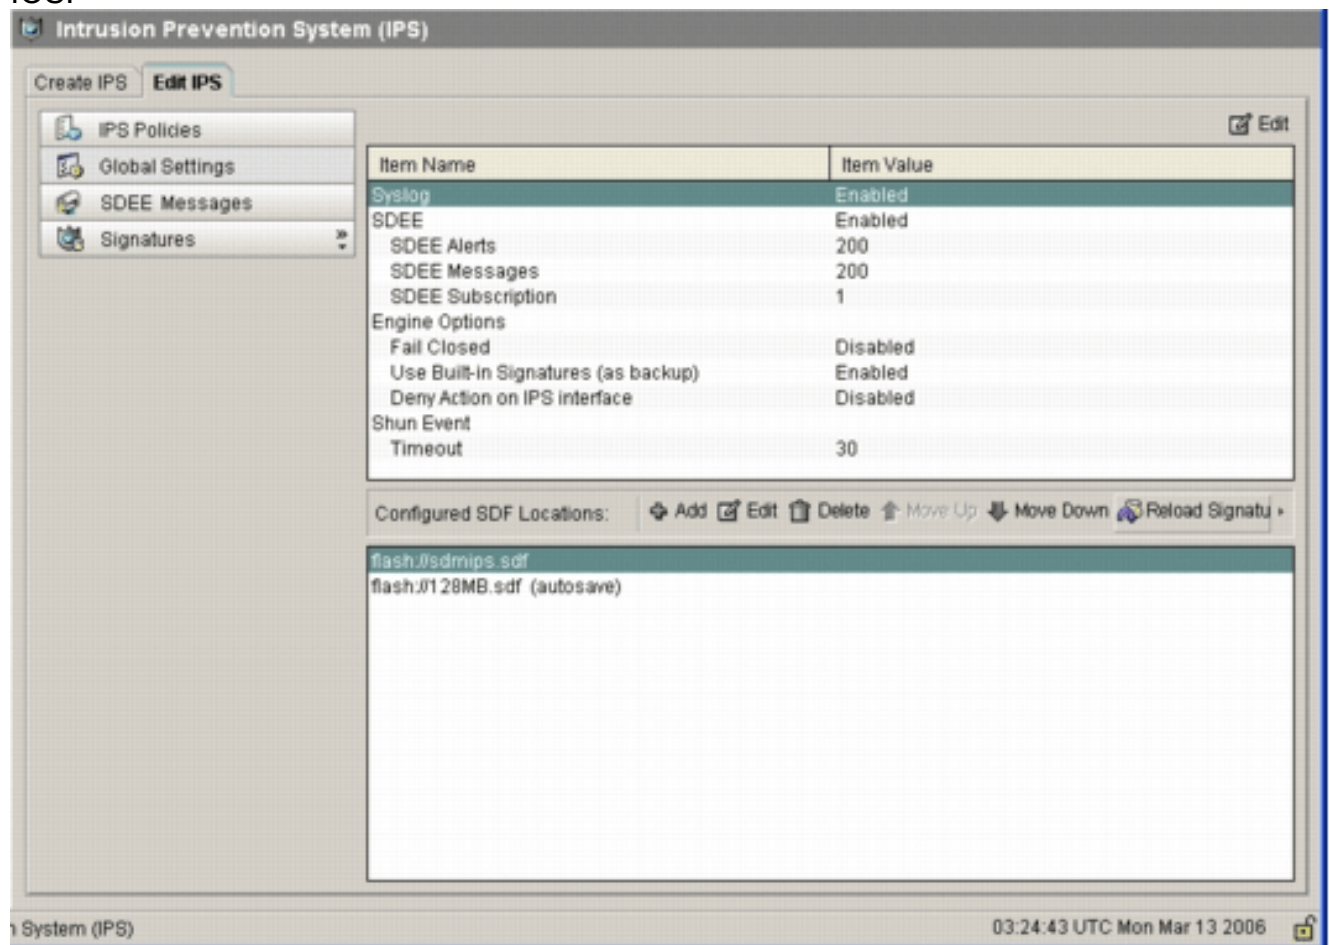 Intrusion Prevention System (IPS)
Create IPS Edit IPS
IPS Policies
Global Settings
SDEE Messages
Signatures
Edit
Item Name Item Value
Syslog Enabled
SDEE Enabled
SDEE Alerts 200
SDEE Messages 200
SDEE Subscription 1
Engine Options
Fail Closed Disabled
Use Built-in Signatures (as backup) Enabled
Deny Action on IPS interface Disabled
Shun Event
Timeout 30
Configured SDF Locations: Add Edit Delete Move Up Move Down Reload Signatu
flash://sdmips.sdf
flash://128MB.sdf (autosave)
System (IPS) 03:24:43 UTC Mon Mar 13 2006